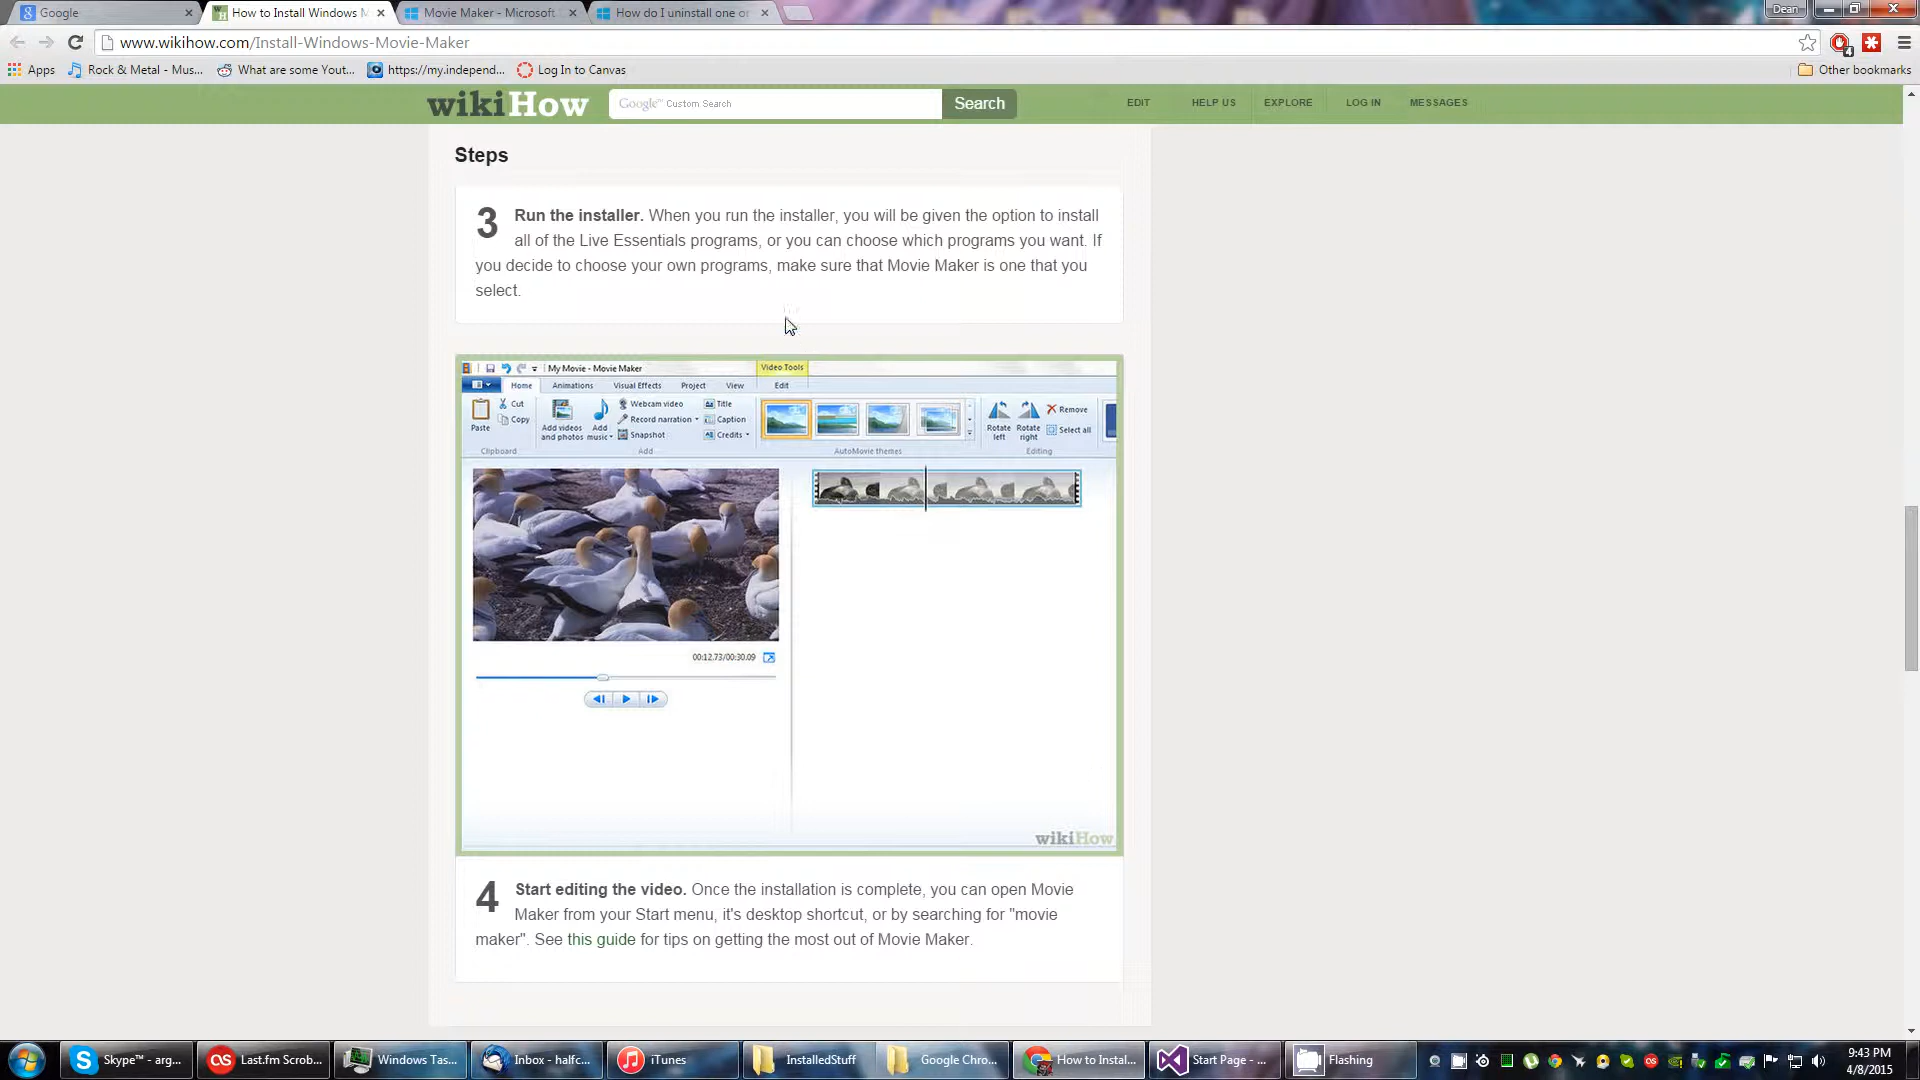 Google
How to Install Windows M
Movie Maker - Microsoft
How do I uninstall one or
Dean
www.wikihow.com/Install-Windows-Movie-Maker
4
Apps
Rock & Metal - Mus...
What are some Yout...
https://my.independ...
Log In to Canvas
Other bookmarks
wikiHow
Google™ Custom Search
Search
EDIT
HELP US
EXPLORE
LOG IN
MESSAGES
Steps
3 Run the installer. When you run the installer, you will be given the option to install
all of the Live Essentials programs, or you can choose which programs you want. If
you decide to choose your own programs, make sure that Movie Maker is one that you
select.
My Movie - Movie Maker
Video Tools
Home
Animations
Visual Effects
Project
View
Edit
Paste
Cut
Copy
Clipboard
Add videos
and photos
Add
music
Webcam video
Record narration
Snapshot
Title
Caption
Credits
Add
AutoMovie themes
Rotate
left
Rotate
right
Remove
Select all
Editing
00:12.73/00:30.09
wikiHow
4 Start editing the video. Once the installation is complete, you can open Movie
Maker from your Start menu, it's desktop shortcut, or by searching for "movie
maker". See this guide for tips on getting the most out of Movie Maker.
Skype™ - arg...
Last.fm Scrob...
Windows Tas...
Inbox - halfc...
iTunes
InstalledStuff
Google Chro...
How to Instal...
Start Page - ...
Flashing
9:43 PM
4/8/2015